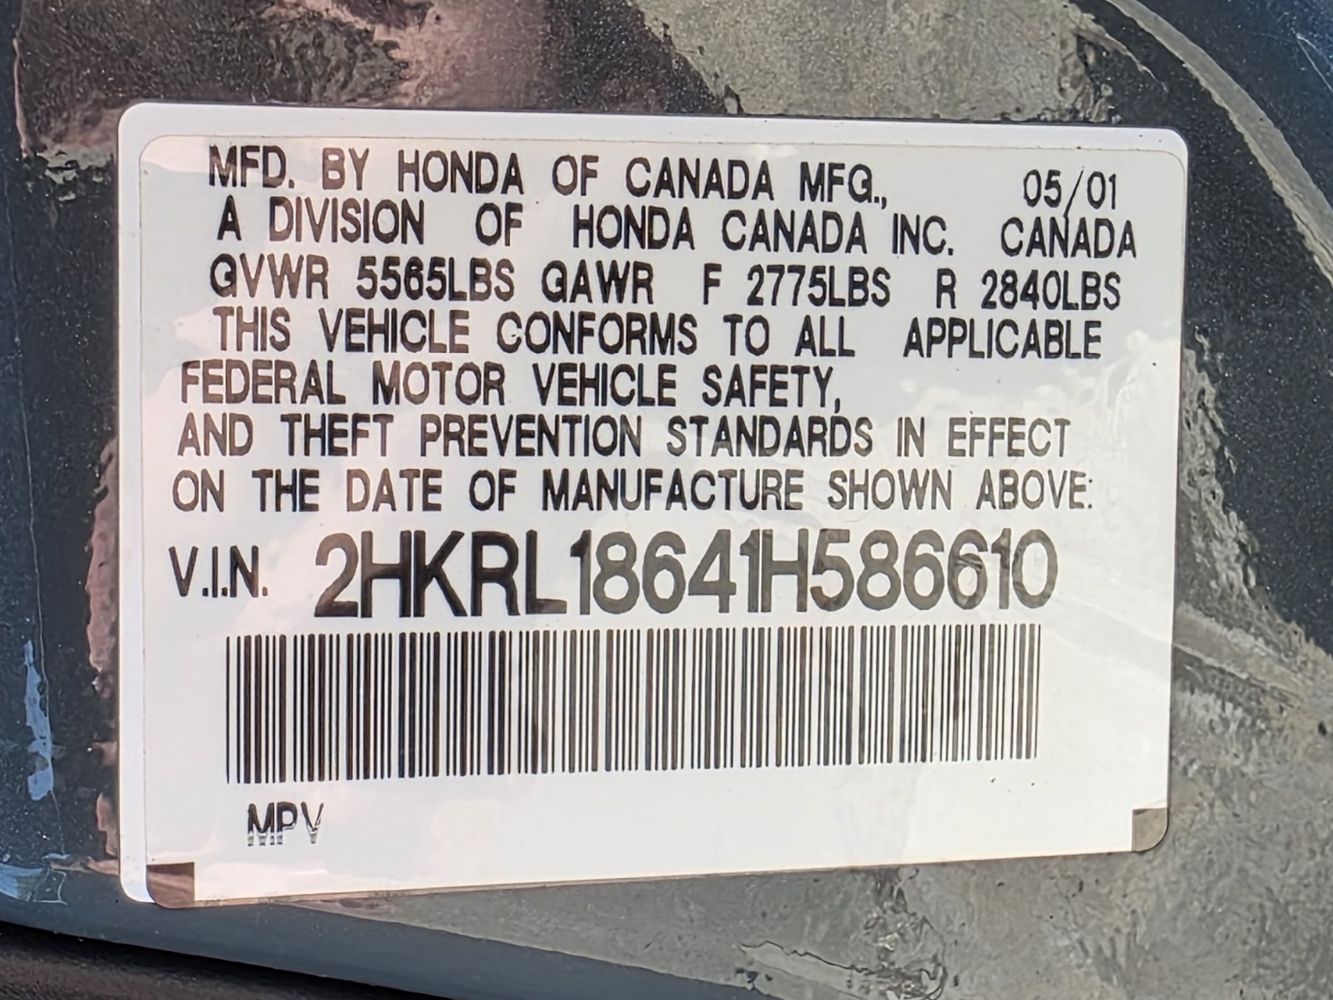 MFD. BY HONDA OF CANADA MFG., 05/01
A DIVISION OF HONDA CANADA INC. CANADA
GVWR 5565LBS GAWR F 2775LBS R 2840LBS
THIS VEHICLE CONFORMS TO ALL APPLICABLE
FEDERAL MOTOR VEHICLE SAFETY,
AND THEFT PREVENTION STANDARDS IN EFFECT
ON THE DATE OF MANUFACTURE SHOWN ABOVE:
V.I.N. 2HKRL18641H586610
MPV